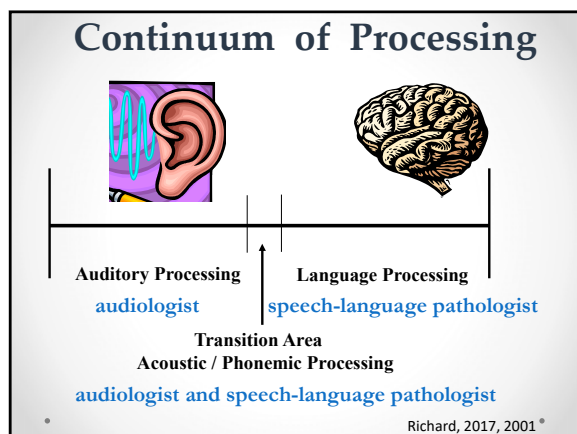 Continuum of Processing
Auditory Processing
audiologist
Language Processing
speech-language pathologist
Transition Area
Acoustic / Phonemic Processing
audiologist and speech-language pathologist
Richard, 2017, 2001